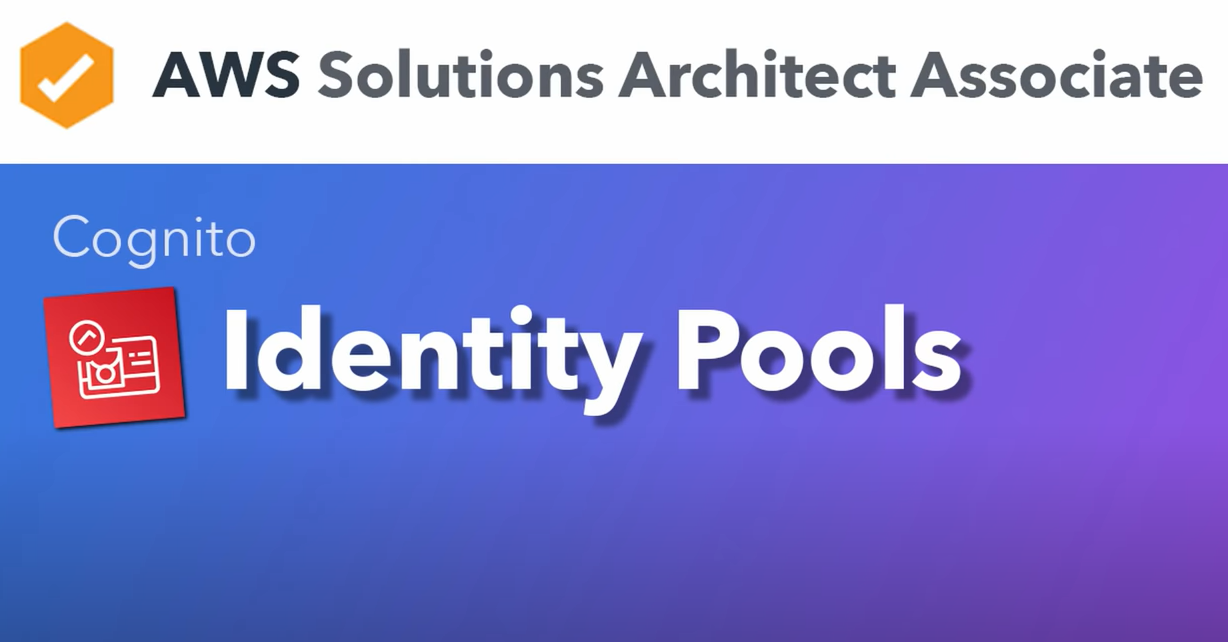 AWS Solutions Architect Associate
Cognito
Identity Pools